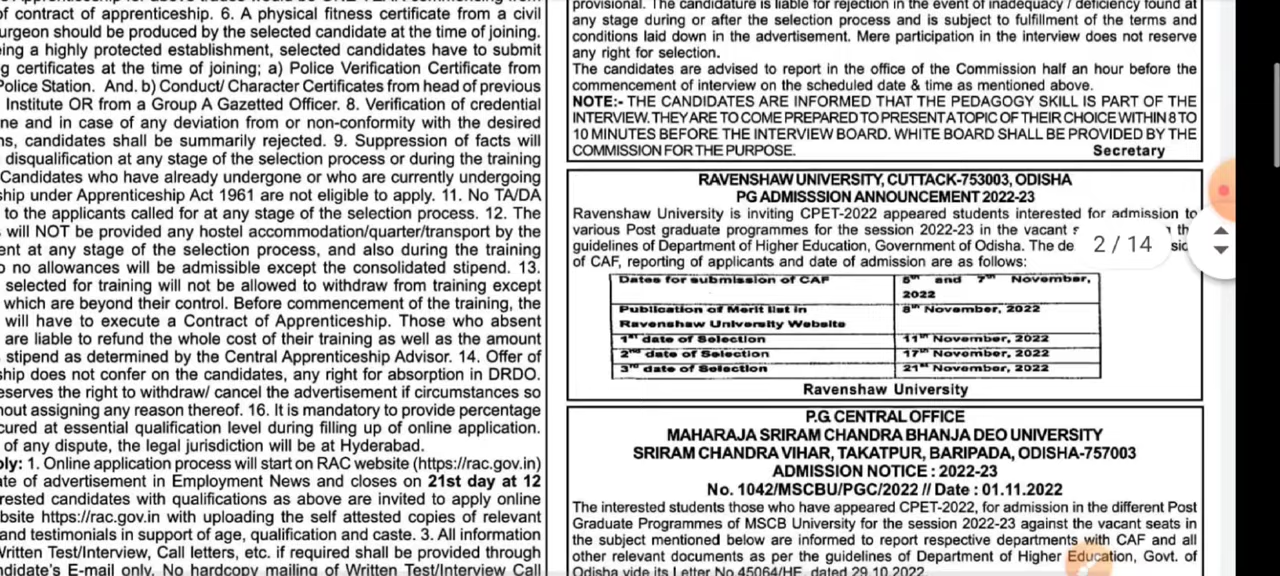 of contract of apprenticeship. 6. A physical fitness certificate from a civil
urgeon should be produced by the selected candidate at the time of joining.
ing a highly protected establishment, selected candidates have to submit
g certificates at the time of joining; a) Police Verification Certificate from
Police Station. And. b) Conduct/ Character Certificates from head of previous
Institute OR from a Group A Gazetted Officer. 8. Verification of credential
ne and in case of any deviation from or non-conformity with the desired
ns, candidates shall be summarily rejected. 9. Suppression of facts will
disqualification at any stage of the selection process or during the training
Candidates who have already undergone or who are currently undergoing
ship under Apprenticeship Act 1961 are not eligible to apply. 11. No TA/DA
to the applicants called for at any stage of the selection process. 12. The
will NOT be provided any hostel accommodation/quarter/transport by the
ent at any stage of the selection process, and also during the training
o no allowances will be admissible except the consolidated stipend. 13.
selected for training will not be allowed to withdraw from training except
which are beyond their control. Before commencement of the training, the
will have to execute a Contract of Apprenticeship. Those who absent
are liable to refund the whole cost of their training as well as the amount
stipend as determined by the Central Apprenticeship Advisor. 14. Offer of
ship does not confer on the candidates, any right for absorption in DRDO.
eserves the right to withdraw/ cancel the advertisement if circumstances so
hout assigning any reason thereof. 16. It is mandatory to provide percentage
cured at essential qualification level during filling up of online application.
of any dispute, the legal jurisdiction will be at Hyderabad.
ply: 1. Online application process will start on RAC website (https://rac.gov.in)
ate of advertisement in Employment News and closes on 21st day at 12
rested candidates with qualifications as above are invited to apply online
bsite https://rac.gov.in with uploading the self attested copies of relevant
and testimonials in support of age, qualification and caste. 3. All information
Written Test/Interview, Call letters, etc. if required shall be provided through
ndidate's E-mail only. No hardcopy mailing of Written Test/Interview Call
provisional. The candidature is liable for rejection in the event of inadequacy / deficiency found at
any stage during or after the selection process and is subject to fulfillment of the terms and
conditions laid down in the advertisement. Mere participation in the interview does not reserve
any right for selection.
The candidates are advised to report in the office of the Commission half an hour before the
commencement of interview on the scheduled date & time as mentioned above.
NOTE:- THE CANDIDATES ARE INFORMED THAT THE PEDAGOGY SKILL IS PART OF THE
INTERVIEW. THEY ARE TO COME PREPARED TO PRESENT A TOPIC OF THEIR CHOICE WITHIN 8 TO
10 MINUTES BEFORE THE INTERVIEW BOARD. WHITE BOARD SHALL BE PROVIDED BY THE
COMMISSION FOR THE PURPOSE. Secretary
RAVENSHAW UNIVERSITY, CUTTACK-753003, ODISHA
PG ADMISSSION ANNOUNCEMENT 2022-23
Ravenshaw University is inviting CPET-2022 appeared students interested for admission to
various Post graduate programmes for the session 2022-23 in the vacant s th
guidelines of Department of Higher Education, Government of Odisha. The de sio
of CAF, reporting of applicants and date of admission are as follows:
2 / 14
Dates for submission of CAF 5th and 7th November, 2022
Publication of Merit list in Ravenshaw University Website 8th November, 2022
1st date of Selection 11th November, 2022
2nd date of Selection 17th November, 2022
3rd date of Selection 21st November, 2022
Ravenshaw University
P.G. CENTRAL OFFICE
MAHARAJA SRIRAM CHANDRA BHANJA DEO UNIVERSITY
SRIRAM CHANDRA VIHAR, TAKATPUR, BARIPADA, ODISHA-757003
ADMISSION NOTICE : 2022-23
No. 1042/MSCBU/PGC/2022 // Date : 01.11.2022
The interested students those who have appeared CPET-2022, for admission in the different Post
Graduate Programmes of MSCB University for the session 2022-23 against the vacant seats in
the subject mentioned below are informed to report respective departments with CAF and all
other relevant documents as per the guidelines of Department of Higher Education, Govt. of
Odisha vide its Letter No.45064/HE, dated 29.10.2022.